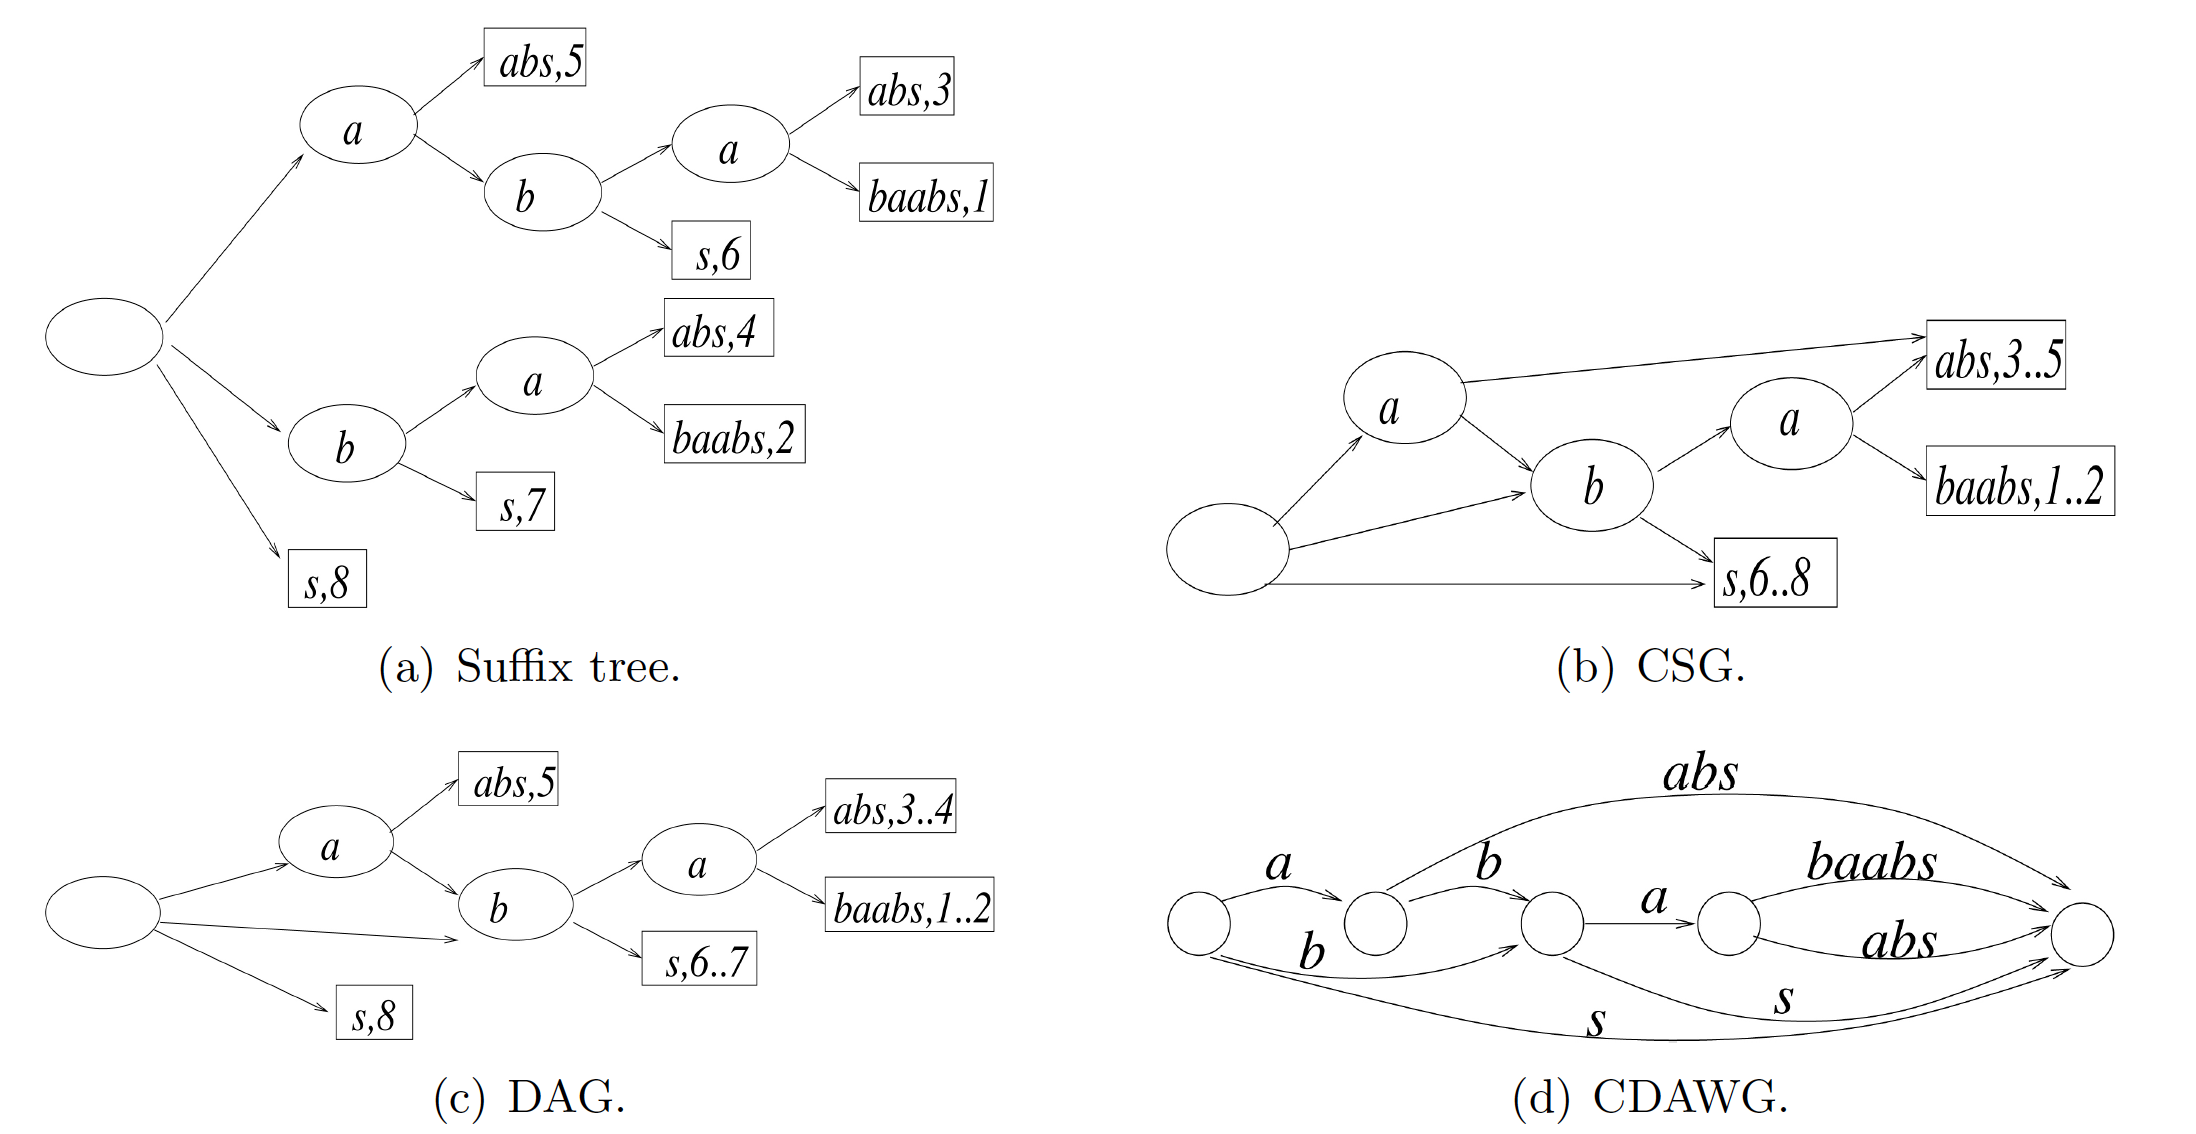 abs,5
a
abs,3
a
b
baabs,1
s,6
abs,4
a
baabs,2
b
s,7
s,8
(a) Suffix tree.
abs,3..5
a
a
b
baabs,1..2
s,6..8
(b) CSG.
abs,5
a
abs,3..4
a
b
baabs,1..2
s,6..7
s,8
(c) DAG.
abs
a
b
baabs
a
b
abs
s
s
(d) CDAWG.